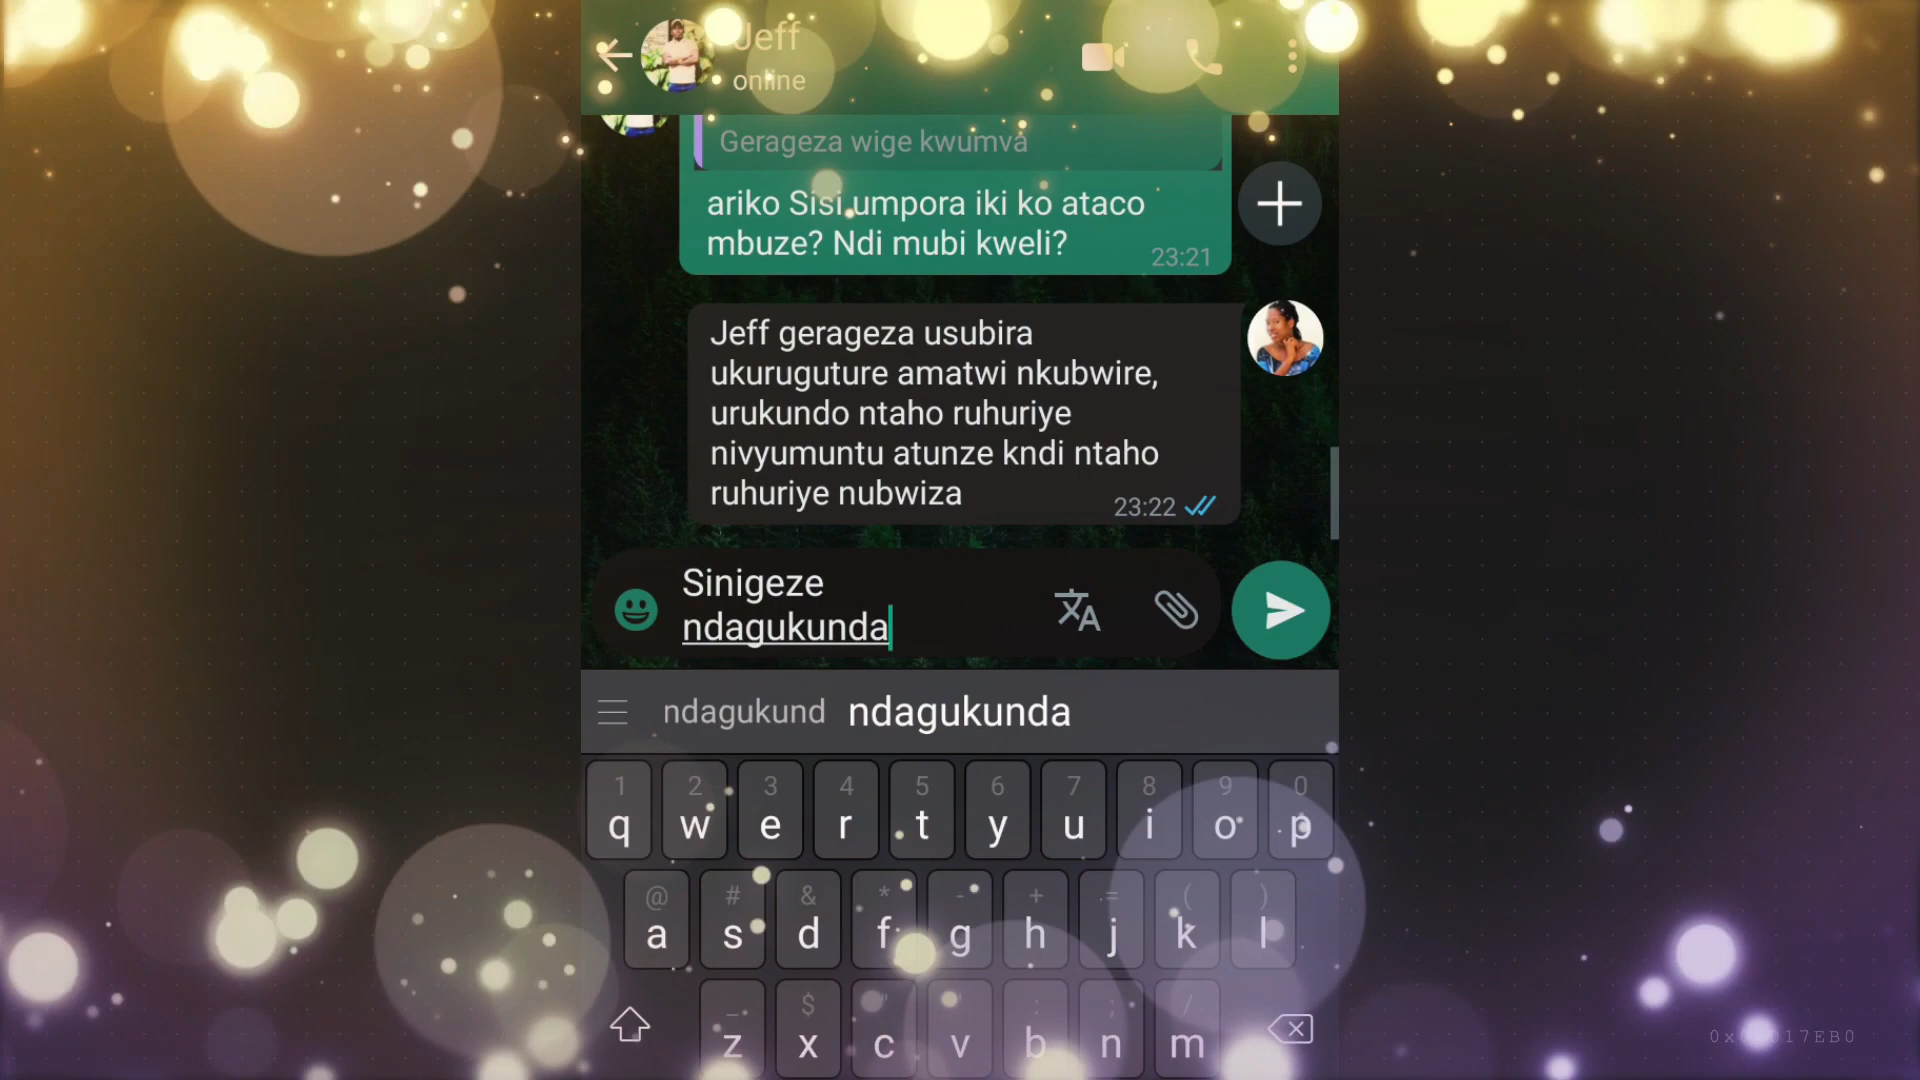 Jeff
online
Gerageza wige kwumva
ariko Sisi umpora iki ko ataco
mbuze? Ndi mubi kweli?
23:21
Jeff gerageza usubira
ukuruguture amatwi nkubwire,
urukundo ntaho ruhuriye
nivyumuntu atunze kndi ntaho
ruhuriye nubwiza
23:22
Sinigeze
ndagukunda
ndagukund ndagukunda
1 2 3 4 5 6 7 8 9 0
q w e r t y u i o p
@ # & * - + = ( )
a s d f g h j k l
_ $ " ' : ; /
z x c v b n m